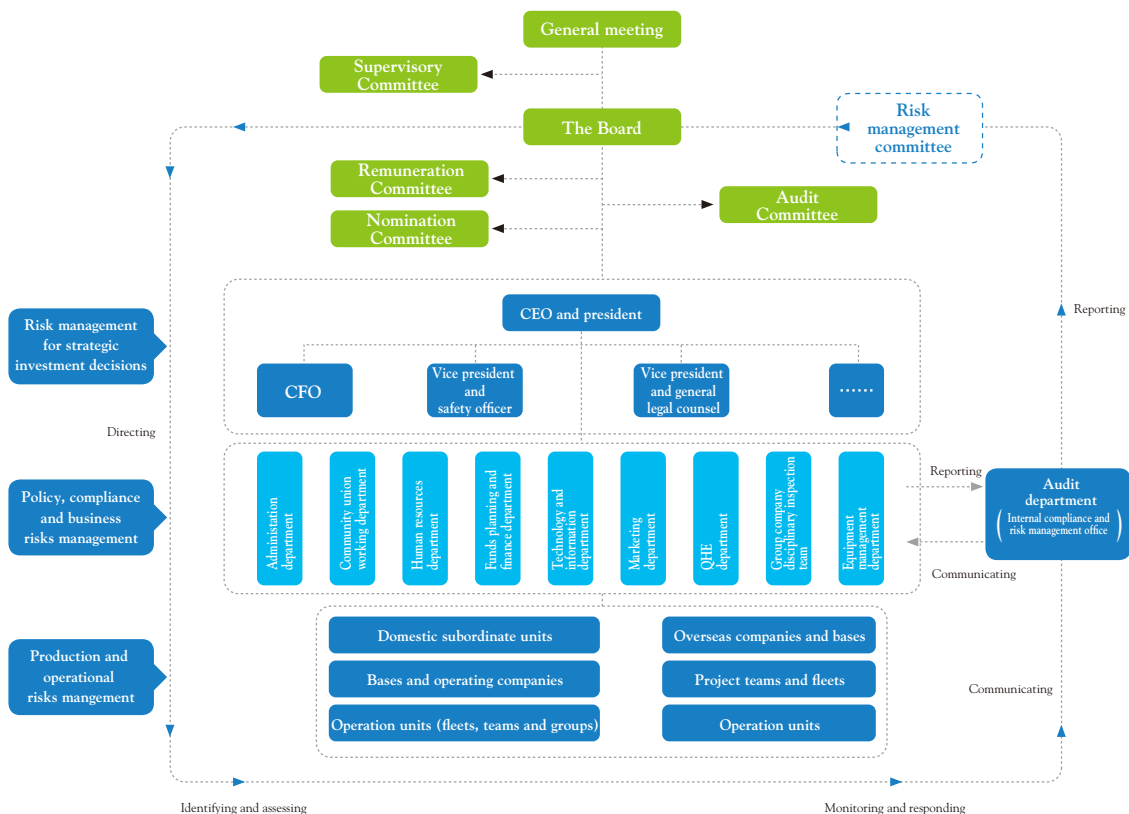 General meeting
Supervisory
Committee
The Board
Risk
management
committee
Remuneration
Committee
Audit
Committee
Nomination
Committee
CEO and president
Reporting
Risk management
for strategic
investment decisions
CFO
Vice president
and
safety officer
Vice president
and general
legal counsel
......
Directing
Policy, compliance
and business
risks management
Administation
department
Community union
working department
Human resources
department
Funds planning and
finance department
Technology and
information
department
Marketing
department
QHE
department
Group company
disciplinary inspection
team
Equipment
management
department
Reporting
Communicating
Audit
department
(Internal compliance and
risk management office)
Production and
operational
risks mangement
Domestic subordinate units
Overseas companies and bases
Bases and operating companies
Project teams and fleets
Operation units (fleets, teams and groups)
Operation units
Communicating
Identifying and assessing
Monitoring and responding